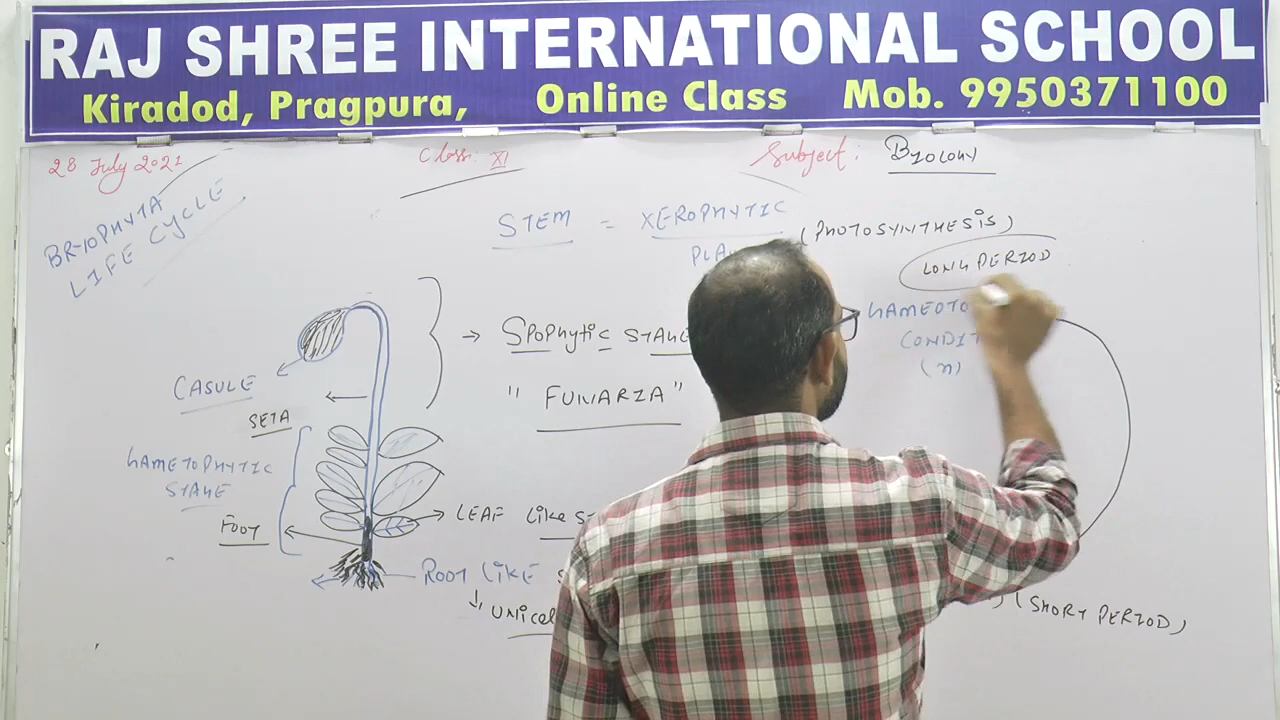 RAJ SHREE INTERNATIONAL SCHOOL
Kiradod, Pragpura, Online Class Mob. 9950371100
28 July 2021 Class: XI Subject: Biology
BRYOPHYTA
LIFE CYCLE
STEM = XEROPHYTIC
(PHOTOSYNTHESIS)
LONG PERIOD
CONDIT
(n)
→ Spophytic STAGE
"FUNARIA"
CASULE
SETA
GAMETOPHYTIC
STAGE
FOOT
LEAF Like S
ROOT LIKE S
UNICEL
(SHORT PERIOD)